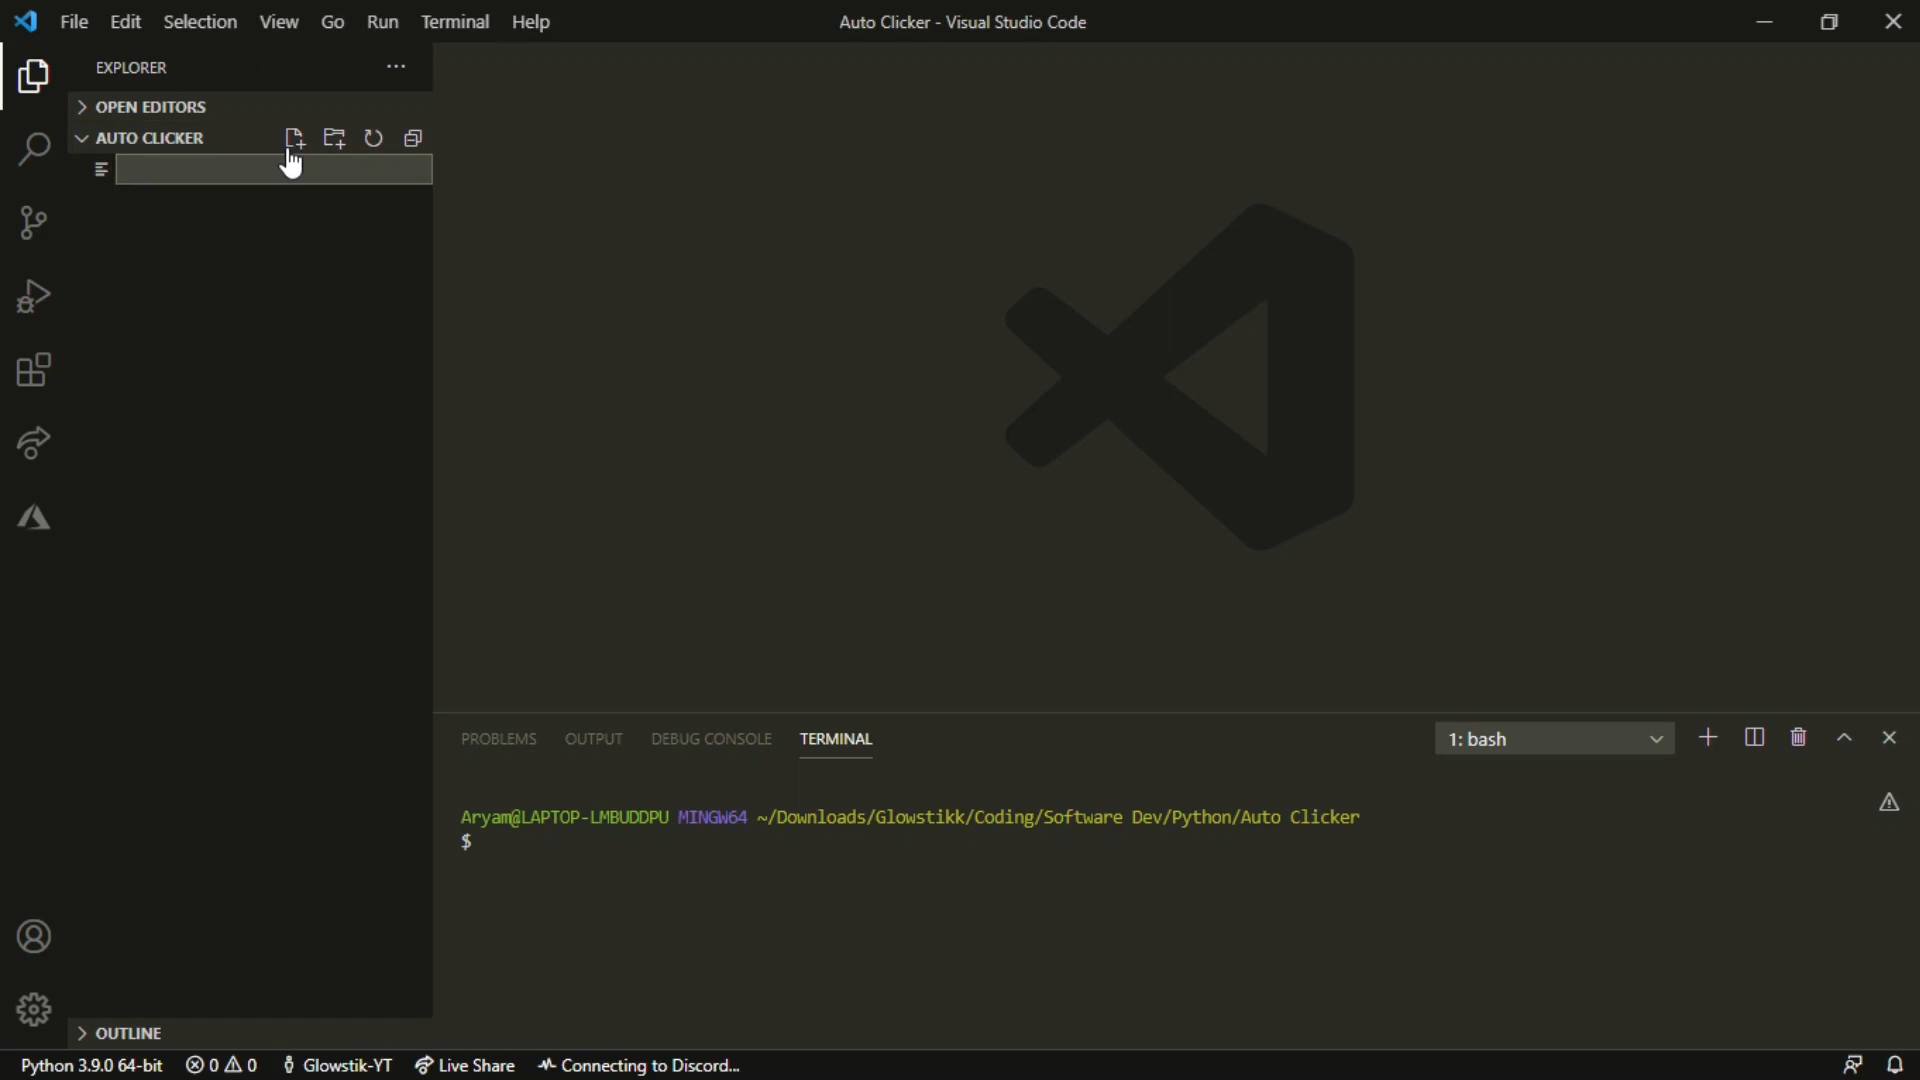 File Edit Selection View Go Run Terminal Help
Auto Clicker - Visual Studio Code
EXPLORER
OPEN EDITORS
AUTO CLICKER
PROBLEMS OUTPUT DEBUG CONSOLE TERMINAL
1: bash
Aryam@LAPTOP-LMBUDDPU MINGW64 ~/Downloads/Glowstikk/Coding/Software Dev/Python/Auto Clicker
$
OUTLINE
Python 3.9.0 64-bit 0 0 Glowstik-YT Live Share Connecting to Discord...